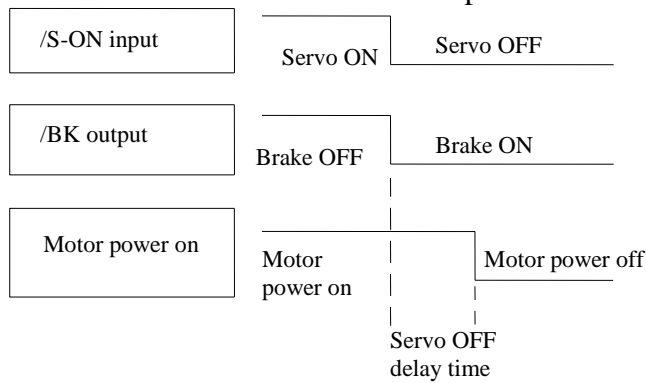 /S-ON input
Servo ON
Servo OFF
/BK output
Brake OFF
Brake ON
Motor power on
Motor
power on
Motor power off
Servo OFF
delay time